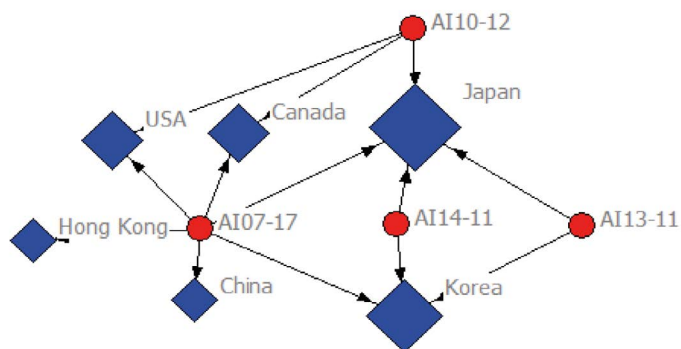 AI10-12
Japan
USA
Canada
Hong Kong
AI07-17
AI14-11
AI13-11
China
Korea